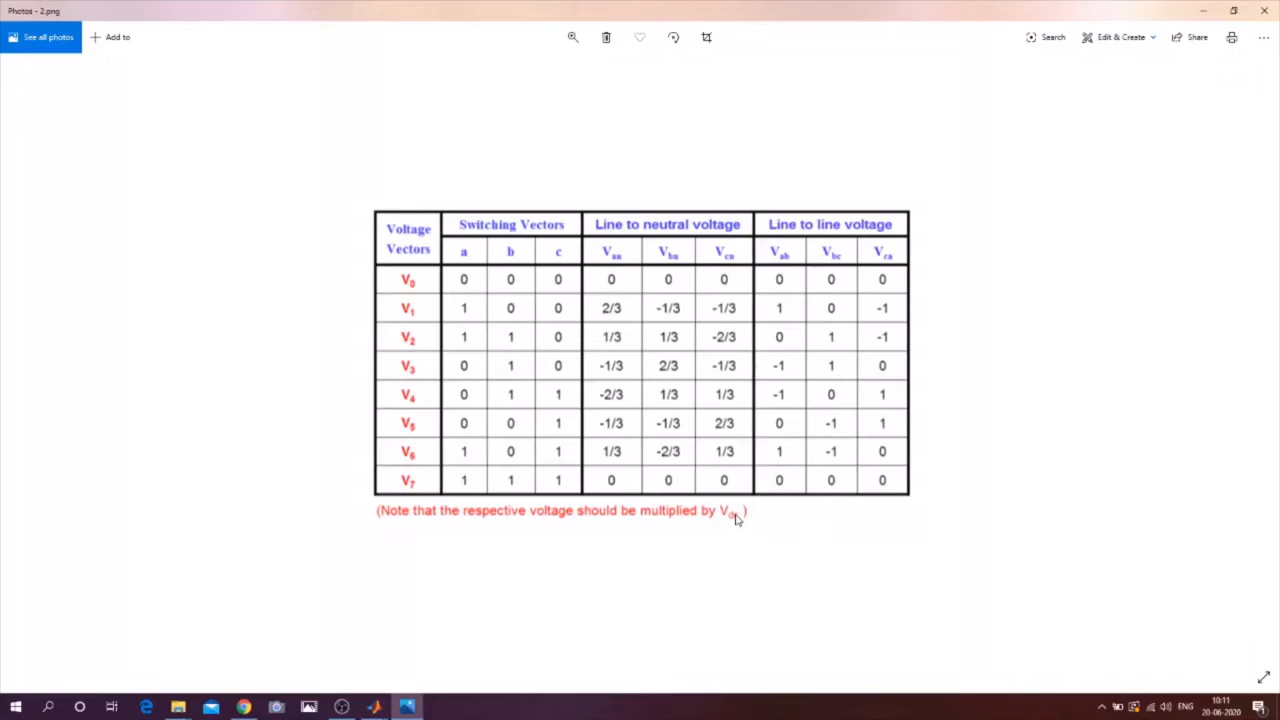 Photos - 2.png
See all photos + Add to Search Edit & Create Share
Voltage Vectors Switching Vectors Line to neutral voltage Line to line voltage
a b c Van Vbn Vcn Vab Vbc Vca
V0 0 0 0 0 0 0 0 0 0
V1 1 0 0 2/3 -1/3 -1/3 1 0 -1
V2 1 1 0 1/3 1/3 -2/3 0 1 -1
V3 0 1 0 -1/3 2/3 -1/3 -1 1 0
V4 0 1 1 -2/3 1/3 1/3 -1 0 1
V5 0 0 1 -1/3 -1/3 2/3 0 -1 1
V6 1 0 1 1/3 -2/3 1/3 1 -1 0
V7 1 1 1 0 0 0 0 0 0
(Note that the respective voltage should be multiplied by V )
ENG 10:11
20-06-2020